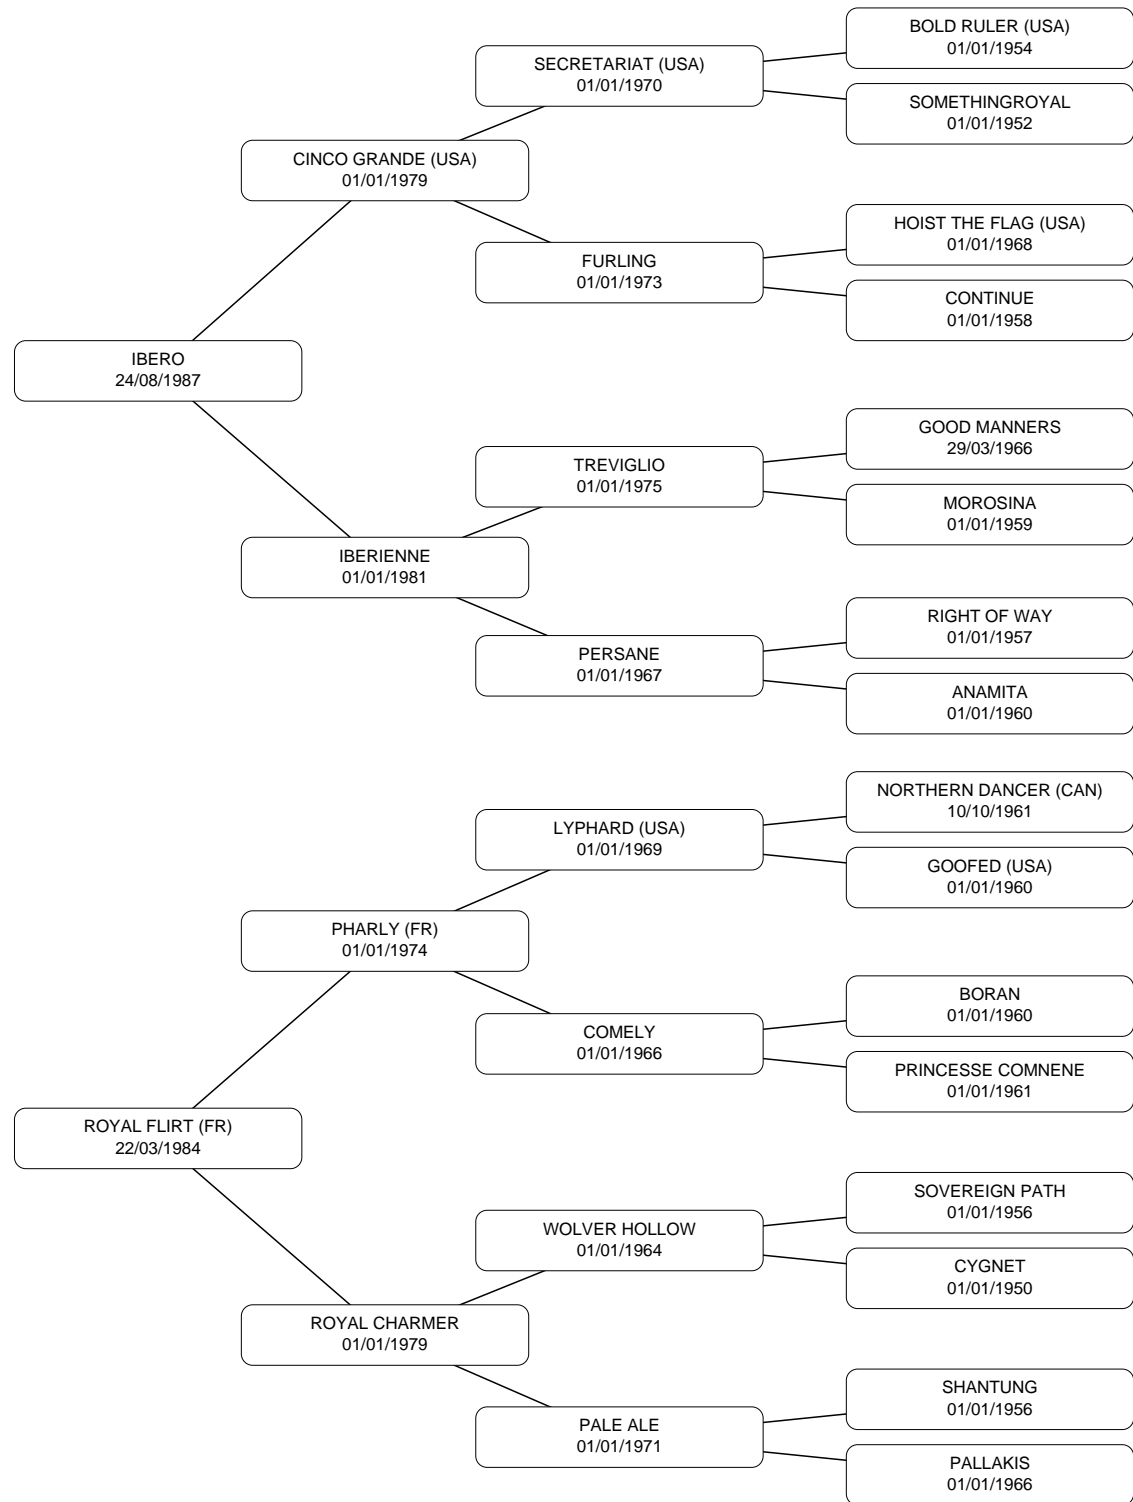 BOLD RULER (USA)
01/01/1954
SECRETARIAT (USA)
01/01/1970
SOMETHINGROYAL
01/01/1952
CINCO GRANDE (USA)
01/01/1979
HOIST THE FLAG (USA)
01/01/1968
FURLING
01/01/1973
CONTINUE
01/01/1958
IBERO
24/08/1987
GOOD MANNERS
29/03/1966
TREVIGLIO
01/01/1975
MOROSINA
01/01/1959
IBERIENNE
01/01/1981
RIGHT OF WAY
01/01/1957
PERSANE
01/01/1967
ANAMITA
01/01/1960
NORTHERN DANCER (CAN)
10/10/1961
LYPHARD (USA)
01/01/1969
GOOFED (USA)
01/01/1960
PHARLY (FR)
01/01/1974
BORAN
01/01/1960
COMELY
01/01/1966
PRINCESSE COMNENE
01/01/1961
ROYAL FLIRT (FR)
22/03/1984
SOVEREIGN PATH
01/01/1956
WOLVER HOLLOW
01/01/1964
CYGNET
01/01/1950
ROYAL CHARMER
01/01/1979
SHANTUNG
01/01/1956
PALE ALE
01/01/1971
PALLAKIS
01/01/1966